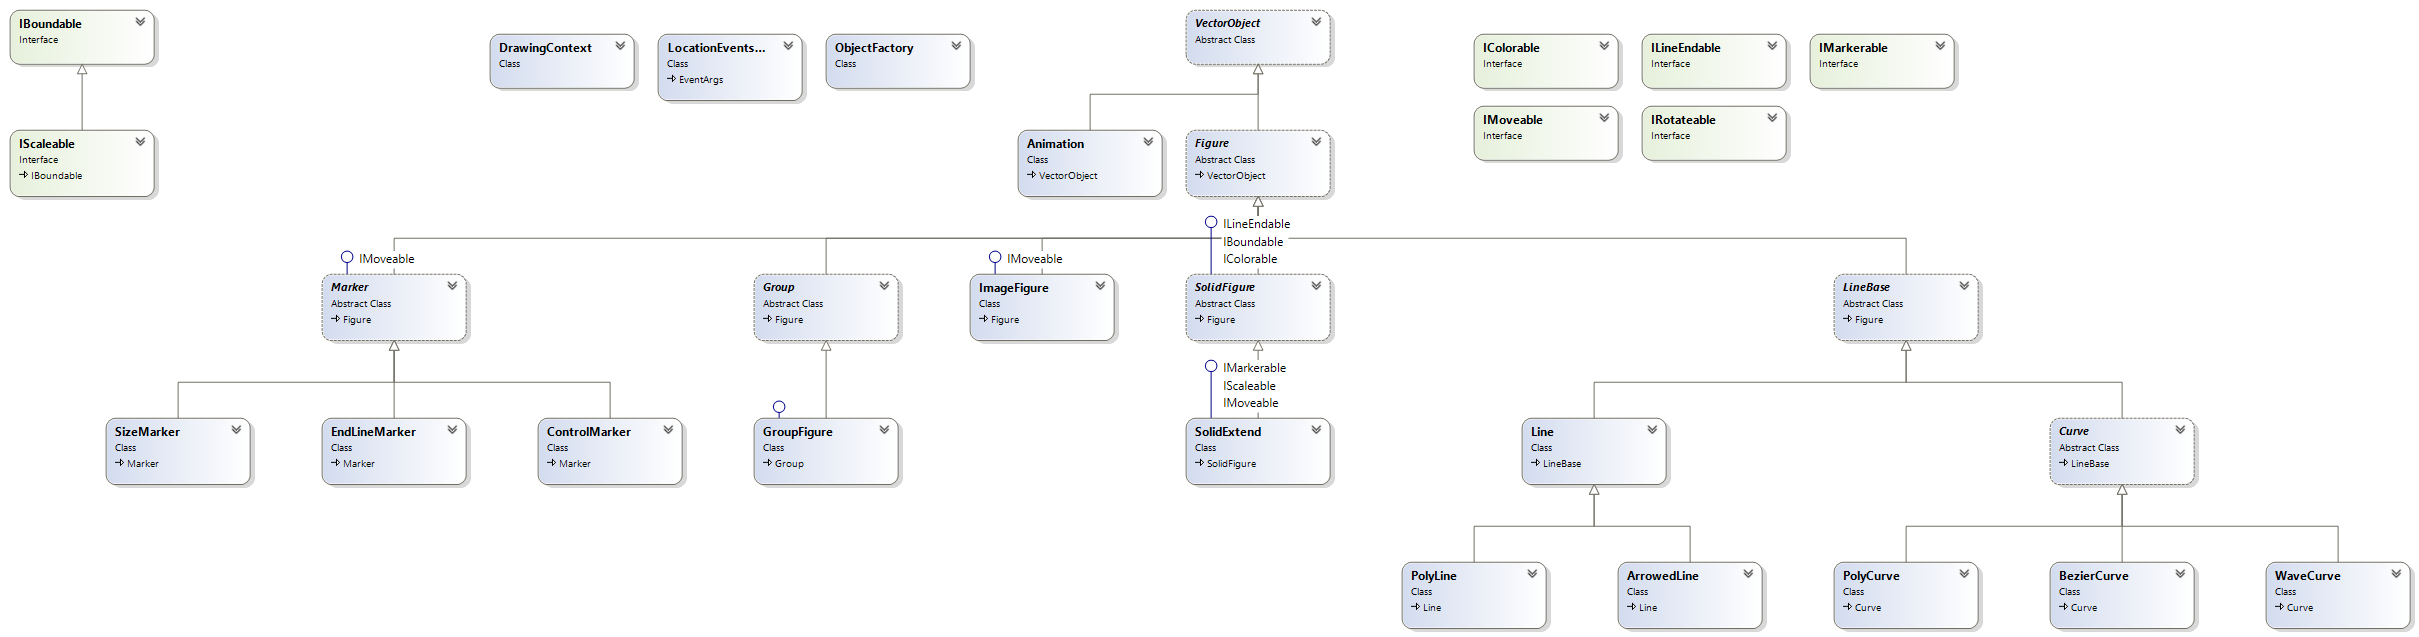 IBoundable
Interface
IScaleable
Interface
IBoundable
DrawingContext
Class
LocationEvents...
Class
EventArgs
ObjectFactory
Class
VectorObject
Abstract Class
Animation
Class
VectorObject
Figure
Abstract Class
VectorObject
IColorable
Interface
ILineEndable
Interface
IMarkerable
Interface
IMoveable
Interface
IRotateable
Interface
IMoveable
Marker
Abstract Class
Figure
Group
Abstract Class
Figure
IMoveable
ImageFigure
Class
Figure
ILineEndable
IBoundable
IColorable
SolidFigure
Abstract Class
Figure
LineBase
Abstract Class
Figure
SizeMarker
Class
Marker
EndLineMarker
Class
Marker
ControlMarker
Class
Marker
GroupFigure
Class
Group
IMarkerable
IScaleable
IMoveable
SolidExtend
Class
SolidFigure
Line
Class
LineBase
Curve
Abstract Class
LineBase
PolyLine
Class
Line
ArrowedLine
Class
Line
PolyCurve
Class
Curve
BezierCurve
Class
Curve
WaveCurve
Class
Curve